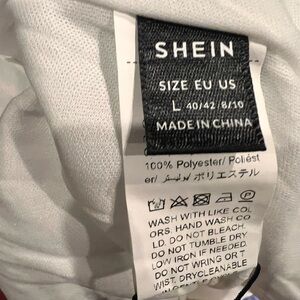 SHEIN
SIZE EU US
L 40/42/8/10
MADE IN CHINA
100% Polyester/ Poliést
er/ بوليستر ポリエステル
WASH WITH LIKE COL
ORS. HAND WASH CO
LD. DO NOT BLEACH.
DO NOT TUMBLE DRY
LOW IRON IF NEEDED.
DO NOT WRING OR T
WIST. DRYCLEANABLE